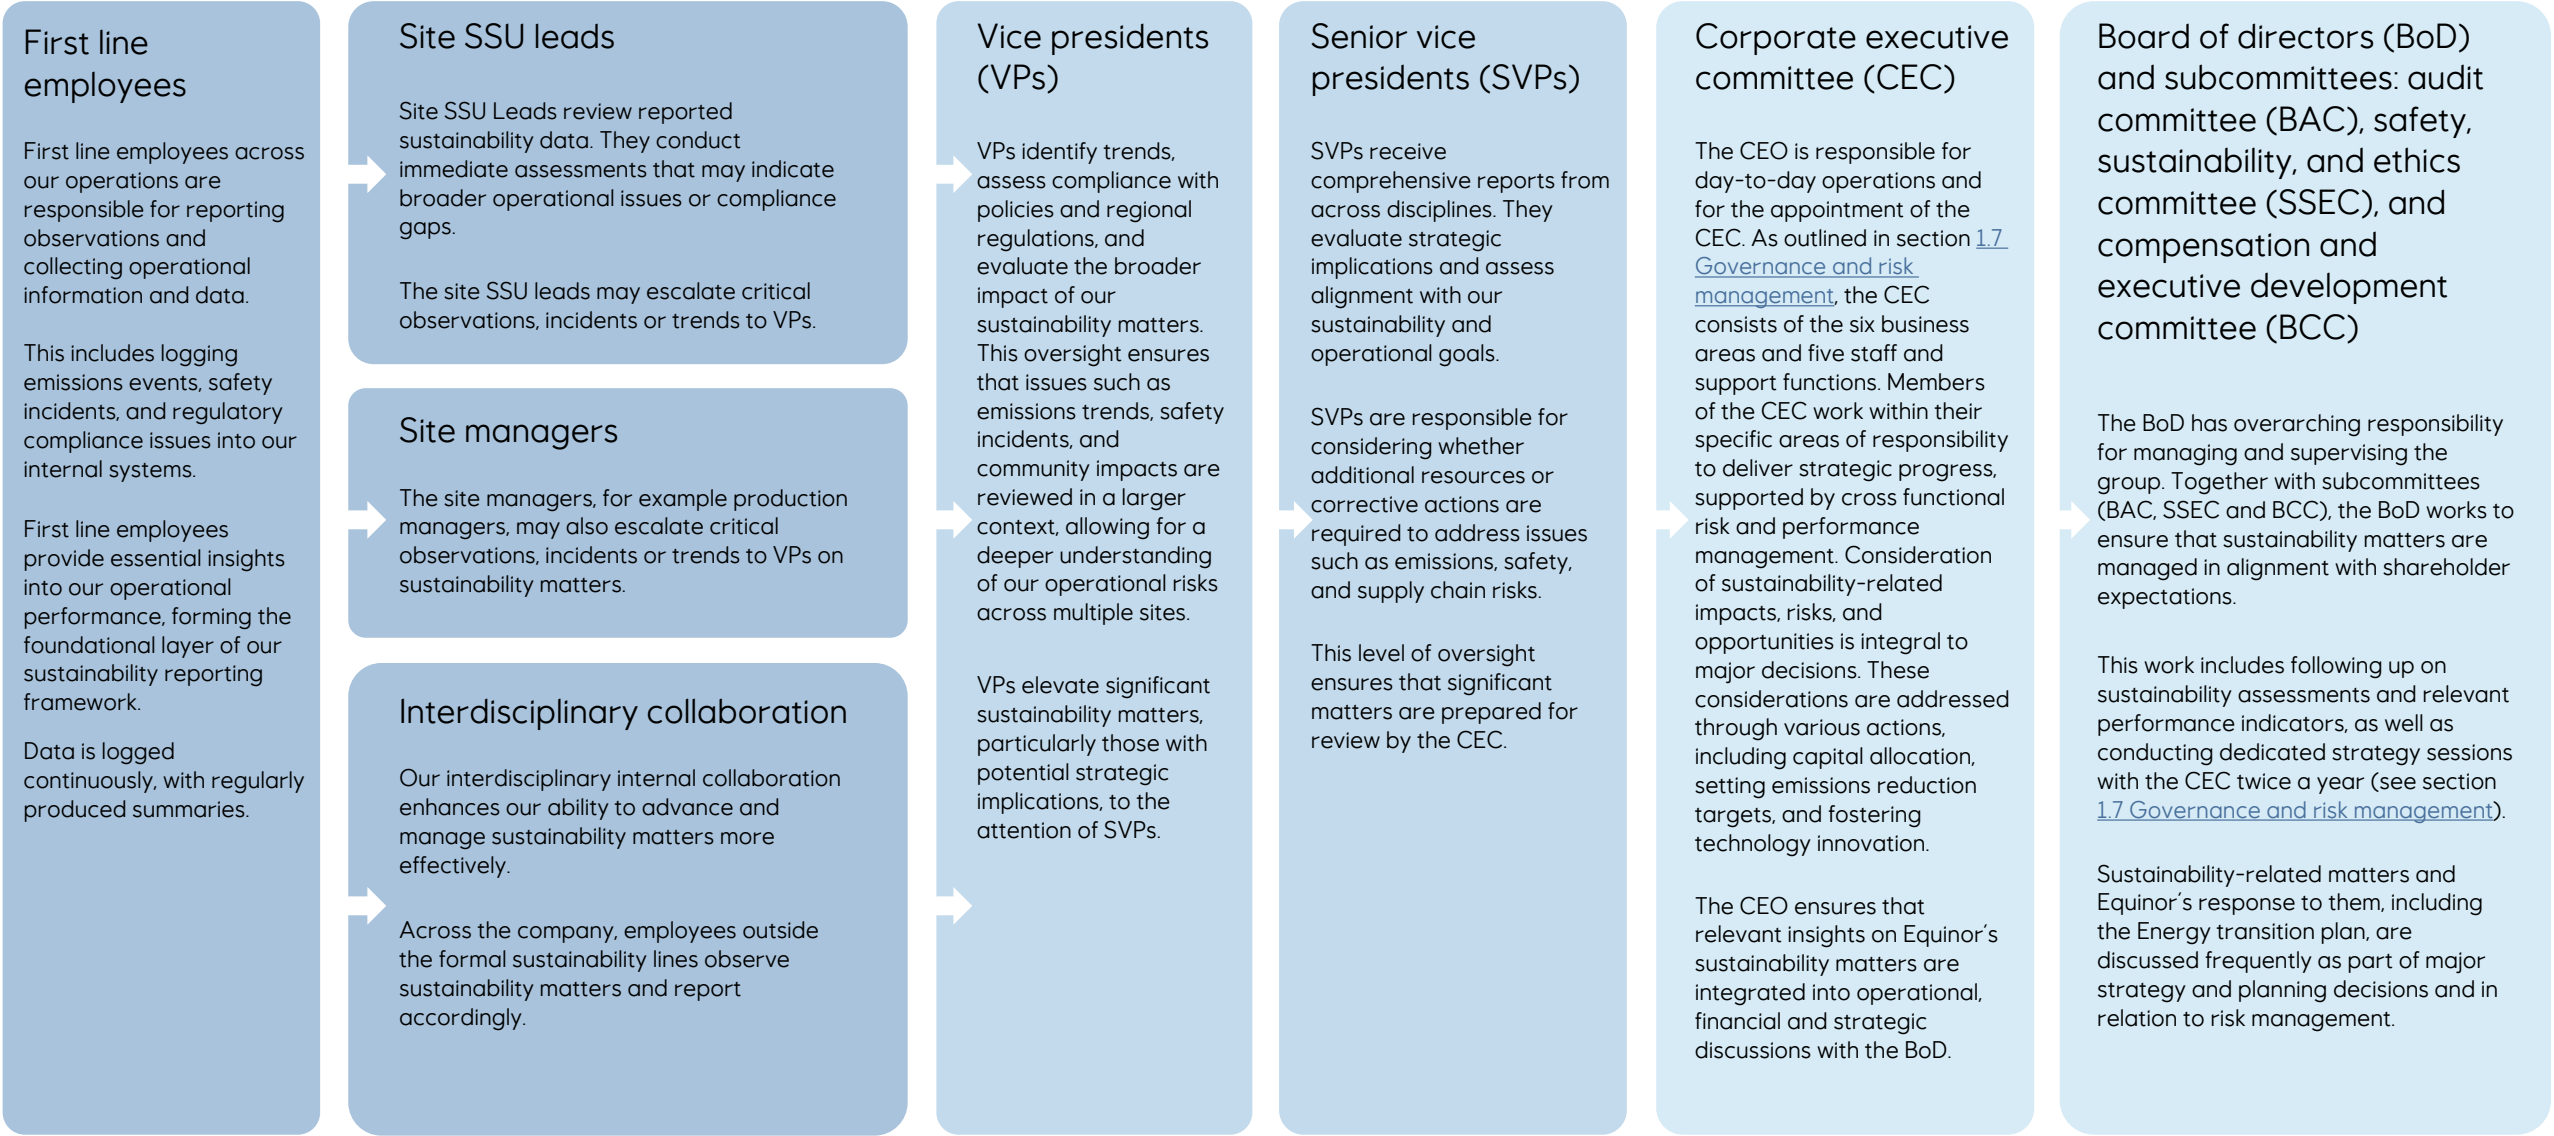 First line
employees
First line employees across
our operations are
responsible for reporting
observations and
collecting operational
information and data.
This includes logging
emissions events, safety
incidents, and regulatory
compliance issues into our
internal systems.
First line employees
provide essential insights
into our operational
performance, forming the
foundational layer of our
sustainability reporting
framework.
Data is logged
continuously, with regularly
produced summaries.
Site SSU leads
Site SSU Leads review reported
sustainability data. They conduct
immediate assessments that may indicate
broader operational issues or compliance
gaps.
The site SSU leads may escalate critical
observations, incidents or trends to VPs.
Site managers
The site managers, for example production
managers, may also escalate critical
observations, incidents or trends to VPs on
sustainability matters.
Interdisciplinary collaboration
Our interdisciplinary internal collaboration
enhances our ability to advance and
manage sustainability matters more
effectively.
Across the company, employees outside
the formal sustainability lines observe
sustainability matters and report
accordingly.
Vice presidents
(VPs)
VPs identify trends,
assess compliance with
policies and regional
regulations, and
evaluate the broader
impact of our
sustainability matters.
This oversight ensures
that issues such as
emissions trends, safety
incidents, and
community impacts are
reviewed in a larger
context, allowing for a
deeper understanding
of our operational risks
across multiple sites.
VPs elevate significant
sustainability matters,
particularly those with
potential strategic
implications, to the
attention of SVPs.
Senior vice
presidents (SVPs)
SVPs receive
comprehensive reports from
across disciplines. They
evaluate strategic
implications and assess
alignment with our
sustainability and
operational goals.
SVPs are responsible for
considering whether
additional resources or
corrective actions are
required to address issues
such as emissions, safety,
and supply chain risks.
This level of oversight
ensures that significant
matters are prepared for
review by the CEC.
Corporate executive
committee (CEC)
The CEO is responsible for
day-to-day operations and
for the appointment of the
CEC. As outlined in section 1.7
Governance and risk
management, the CEC
consists of the six business
areas and five staff and
support functions. Members
of the CEC work within their
specific areas of responsibility
to deliver strategic progress,
supported by cross functional
risk and performance
management. Consideration
of sustainability-related
impacts, risks, and
opportunities is integral to
major decisions. These
considerations are addressed
through various actions,
including capital allocation,
setting emissions reduction
targets, and fostering
technology innovation.
The CEO ensures that
relevant insights on Equinor´s
sustainability matters are
integrated into operational,
financial and strategic
discussions with the BoD.
Board of directors (BoD)
and subcommittees: audit
committee (BAC), safety,
sustainability, and ethics
committee (SSEC), and
compensation and
executive development
committee (BCC)
The BoD has overarching responsibility
for managing and supervising the
group. Together with subcommittees
(BAC, SSEC and BCC), the BoD works to
ensure that sustainability matters are
managed in alignment with shareholder
expectations.
This work includes following up on
sustainability assessments and relevant
performance indicators, as well as
conducting dedicated strategy sessions
with the CEC twice a year (see section
1.7 Governance and risk management).
Sustainability-related matters and
Equinor´s response to them, including
the Energy transition plan, are
discussed frequently as part of major
strategy and planning decisions and in
relation to risk management.